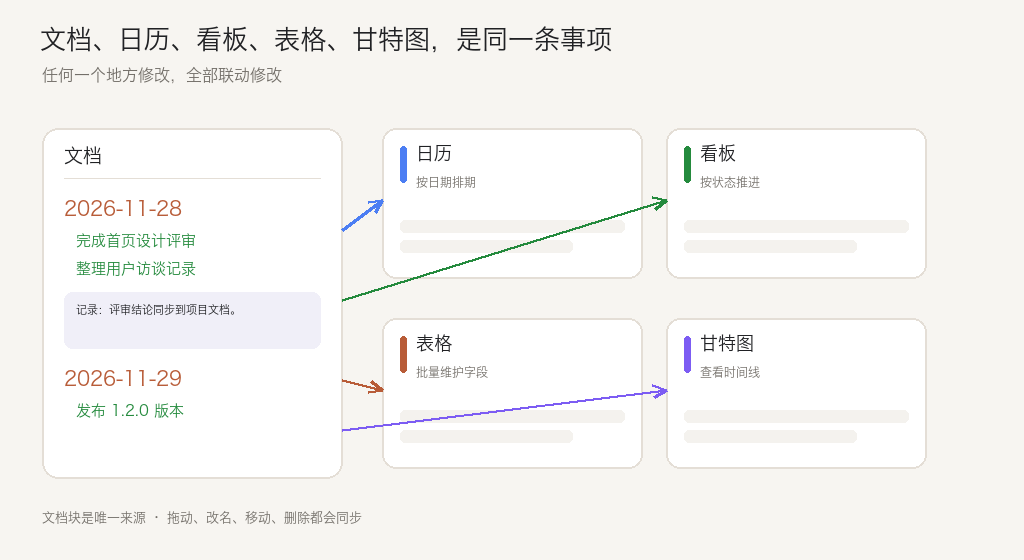 文档、日历、看板、表格、甘特图，是同一条事项
任何一个地方修改，全部联动修改
文档
2026-11-28
完成首页设计评审
整理用户访谈记录
记录：评审结论同步到项目文档。
2026-11-29
发布 1.2.0 版本
日历
按日期排期
看板
按状态推进
表格
批量维护字段
甘特图
查看时间线
文档块是唯一来源 · 拖动、改名、移动、删除都会同步